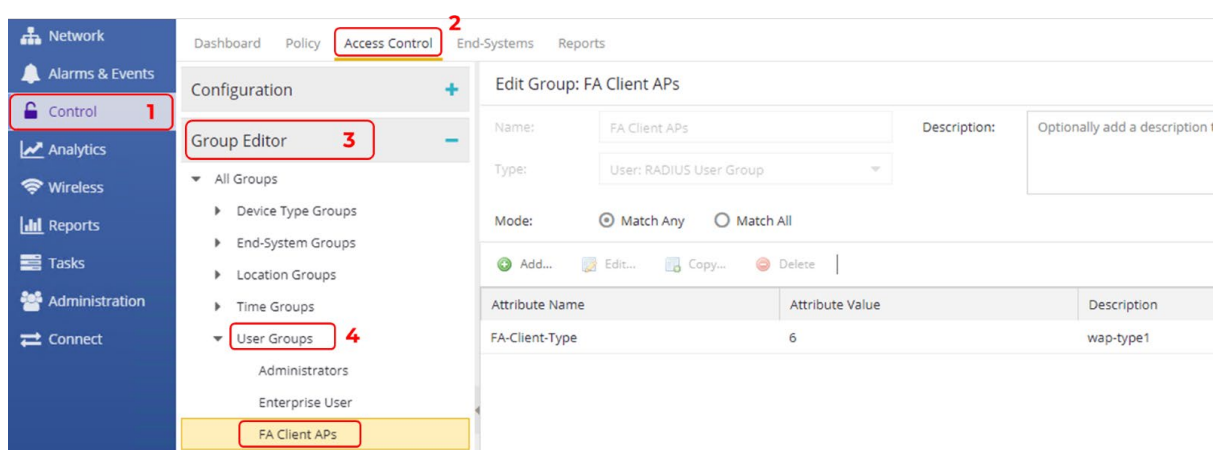 Network
Alarms & Events
Control 1
Analytics
Wireless
Reports
Tasks
Administration
Connect
2
Dashboard Policy Access Control End-Systems Reports
Configuration
Group Editor 3
All Groups
Device Type Groups
End-System Groups
Location Groups
Time Groups
User Groups 4
Administrators
Enterprise User
FA Client APs
Edit Group: FA Client APs
Name: FA Client APs Description: Optionally add a description t
Type: User: RADIUS User Group
Mode: Match Any Match All
Add... Edit... Copy... Delete
Attribute Name Attribute Value Description
FA-Client-Type 6 wap-type1